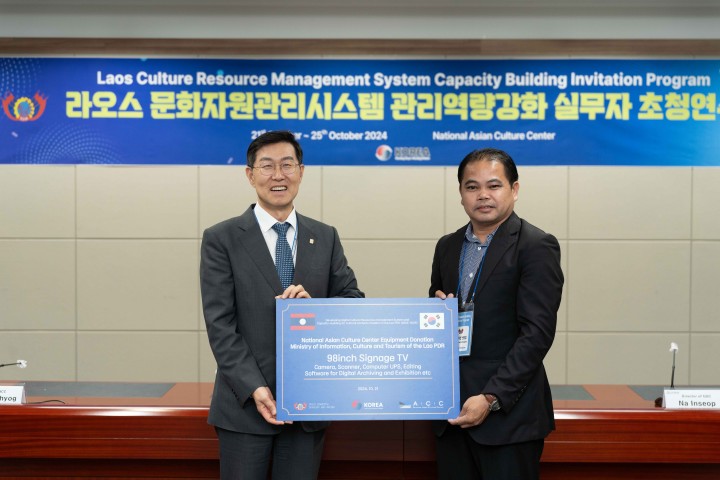 Laos Culture Resource Management System Capacity Building Invitation Program
라오스 문화자원관리시스템 관리역량강화 실무자 초청연
25th October 2024 National Asian Culture Center
KOREA
National Asian Culture Center Equipment Donation
Ministry of Information, Culture and Tourism of the Lao PDR
98inch Signage TV
Camera, Scanner, Computer UPS, Editing
Software for Digital Archiving and Exhibition etc
KOREA A C C
Na Inseop